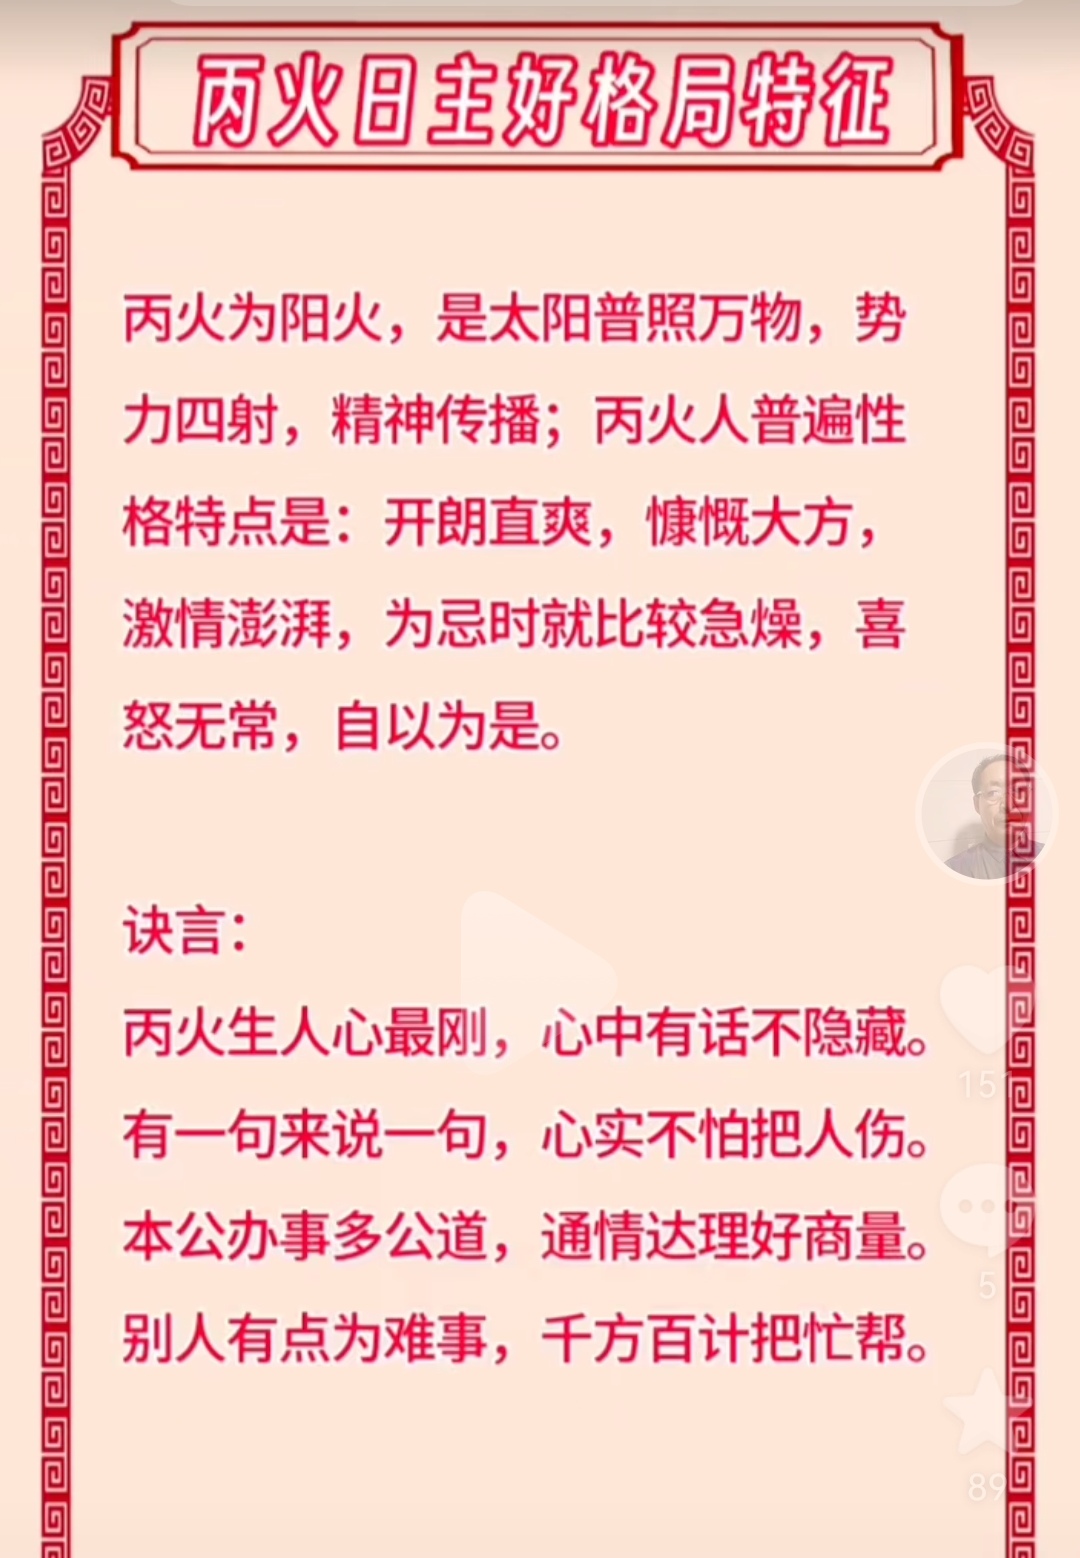 丙火日主好格局特征
丙火为阳火，是太阳普照万物，势
力四射，精神传播；丙火人普遍性
格特点是：开朗直爽，慷慨大方，
激情澎湃，为忌时就比较急燥，喜
怒无常，自以为是。
诀言：
丙火生人心最刚，心中有话不隐藏。
有一句来说一句，心实不怕把人伤。
本公办事多公道，通情达理好商量。
别人有点为难事，千方百计把忙帮。
151
5
89